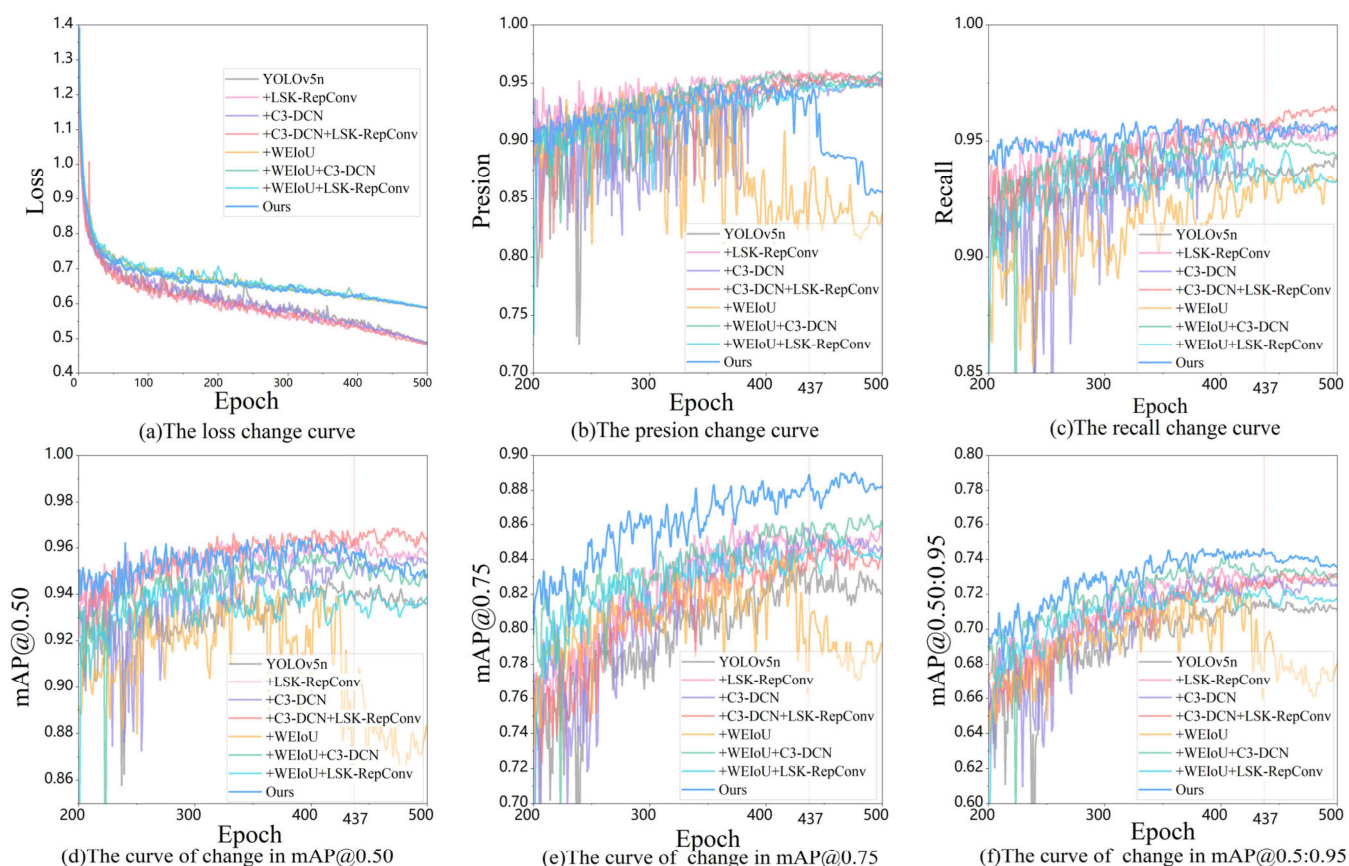 1.4
1.3
1.2
1.1
1.0
0.9
0.8
0.7
0.6
0.5
0.4
Loss
YOLOv5n
+LSK-RepConv
+C3-DCN
+C3-DCN+LSK-RepConv
+WEIoU
+WEIoU+C3-DCN
+WEIoU+LSK-RepConv
Ours
0 100 200 300 400 500
Epoch
(a)The loss change curve
1.00
0.95
0.90
0.85
0.80
0.75
0.70
Presion
YOLOv5n
+LSK-RepConv
+C3-DCN
+C3-DCN+LSK-RepConv
+WEIoU
+WEIoU+C3-DCN
+WEIoU+LSK-RepConv
Ours
200 300 400 437 500
Epoch
(b)The presion change curve
1.00
0.95
0.90
0.85
Recall
YOLOv5n
+LSK-RepConv
+C3-DCN
+C3-DCN+LSK-RepConv
+WEIoU
+WEIoU+C3-DCN
+WEIoU+LSK-RepConv
Ours
200 300 400 437 500
Epoch
(c)The recall change curve
1.00
0.98
0.96
0.94
0.92
0.90
0.88
0.86
mAP@0.50
YOLOv5n
+LSK-RepConv
+C3-DCN
+C3-DCN+LSK-RepConv
+WEIoU
+WEIoU+C3-DCN
+WEIoU+LSK-RepConv
Ours
200 300 400 437 500
Epoch
(d)The curve of change in mAP@0.50
0.90
0.88
0.86
0.84
0.82
0.80
0.78
0.76
0.74
0.72
0.70
mAP@0.75
YOLOv5n
+LSK-RepConv
+C3-DCN
+C3-DCN+LSK-RepConv
+WEIoU
+WEIoU+C3-DCN
+WEIoU+LSK-RepConv
Ours
200 300 400 437 500
Epoch
(e)The curve of change in mAP@0.75
0.80
0.78
0.76
0.74
0.72
0.70
0.68
0.66
0.64
0.62
0.60
mAP@0.50:0.95
YOLOv5n
+LSK-RepConv
+C3-DCN
+C3-DCN+LSK-RepConv
+WEIoU
+WEIoU+C3-DCN
+WEIoU+LSK-RepConv
Ours
200 300 400 437 500
Epoch
(f)The curve of change in mAP@0.5:0.95